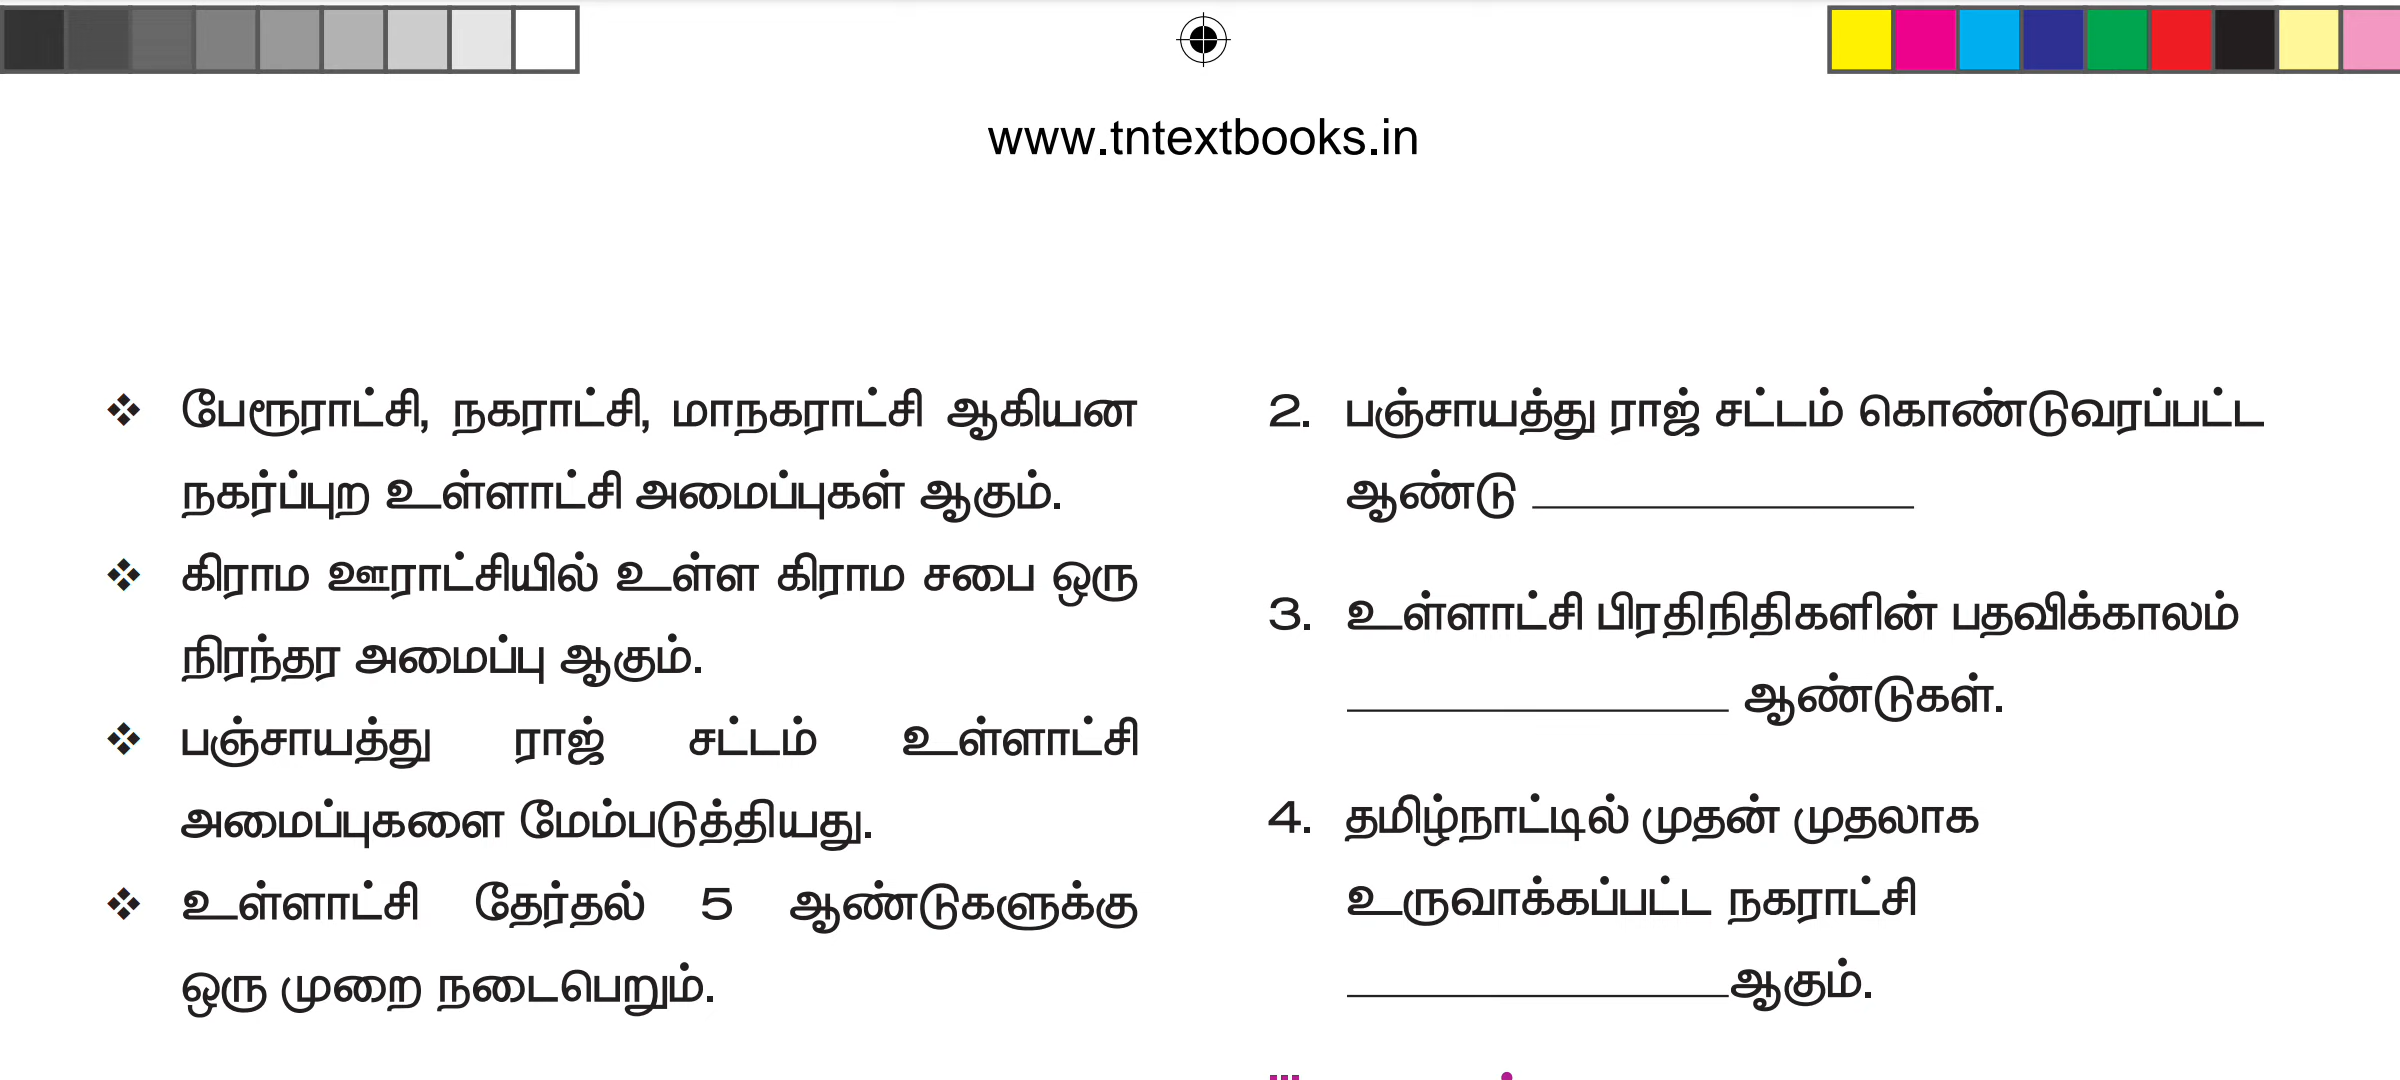 www.tntextbooks.in
❖ பேரூராட்சி, நகராட்சி, மாநகராட்சி ஆகியன
நகர்ப்புற உள்ளாட்சி அமைப்புகள் ஆகும்.
❖ கிராம ஊராட்சியில் உள்ள கிராம சபை ஒரு
நிரந்தர அமைப்பு ஆகும்.
❖ பஞ்சாயத்து ராஜ் சட்டம் உள்ளாட்சி
அமைப்புகளை மேம்படுத்தியது.
❖ உள்ளாட்சி தேர்தல் 5 ஆண்டுகளுக்கு
ஒரு முறை நடைபெறும்.
2. பஞ்சாயத்து ராஜ் சட்டம் கொண்டுவரப்பட்ட
ஆண்டு _______________
3. உள்ளாட்சி பிரதிநிதிகளின் பதவிக்காலம்
_______________ ஆண்டுகள்.
4. தமிழ்நாட்டில் முதன் முதலாக
உருவாக்கப்பட்ட நகராட்சி
_______________ஆகும்.